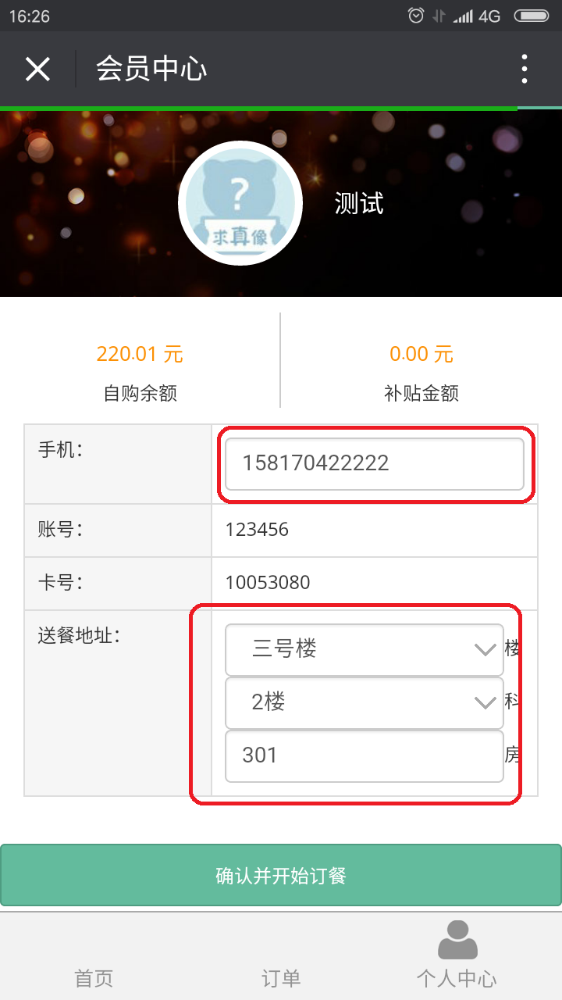 16:26
4G
会员中心
?
求真像
测试
220.01 元
0.00 元
自购余额
补贴金额
手机:
158170422222
账号:
123456
卡号:
10053080
送餐地址:
三号楼
楼
2楼
科
301
房
确认并开始订餐
首页
订单
个人中心